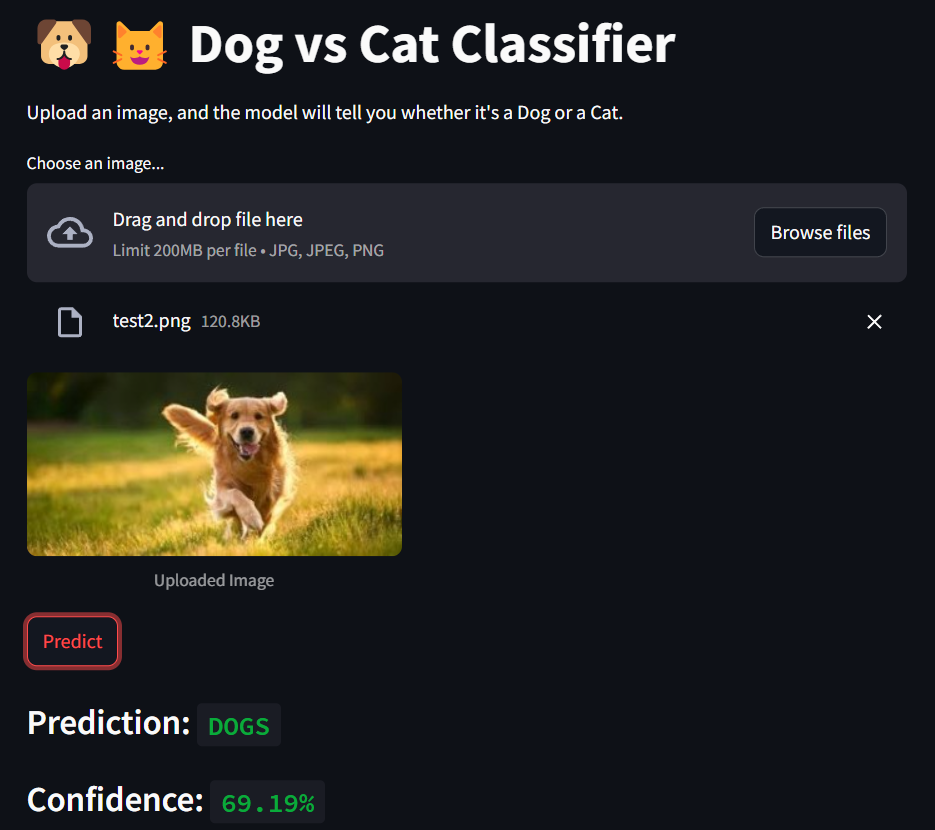 Dog vs Cat Classifier
Upload an image, and the model will tell you whether it's a Dog or a Cat.
Choose an image...
Drag and drop file here
Limit 200MB per file • JPG, JPEG, PNG
Browse files
test2.png 120.8KB
Uploaded Image
Predict
Prediction: DOGS
Confidence: 69.19%